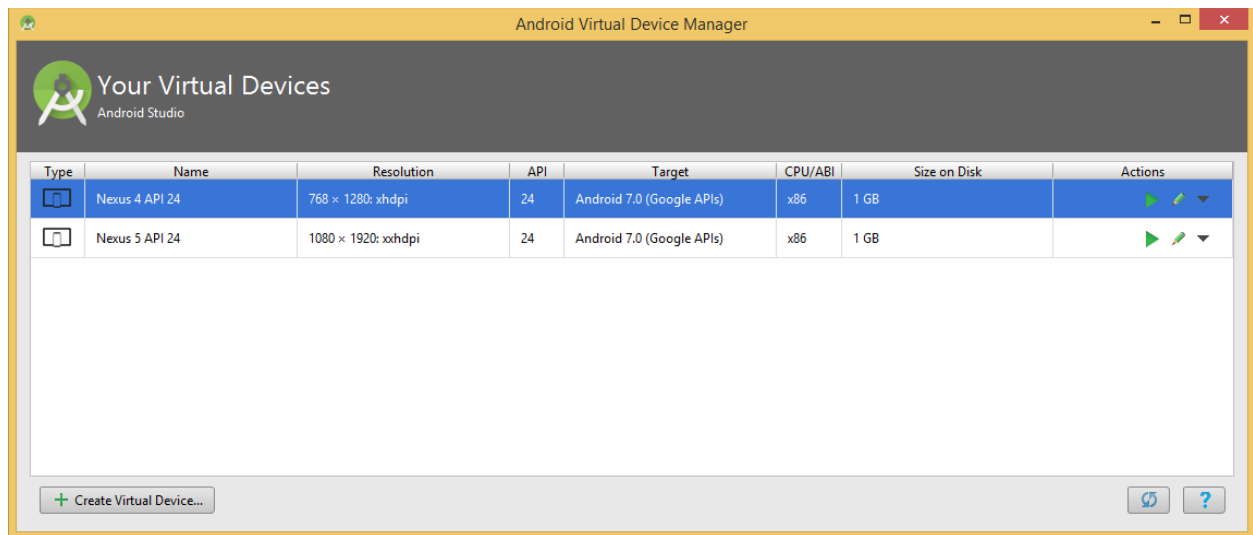 Android Virtual Device Manager
Your Virtual Devices
Android Studio
Type Name Resolution API Target CPU/ABI Size on Disk Actions
Nexus 4 API 24 768 × 1280: xhdpi 24 Android 7.0 (Google APIs) x86 1 GB
Nexus 5 API 24 1080 × 1920: xxhdpi 24 Android 7.0 (Google APIs) x86 1 GB
Create Virtual Device... ?